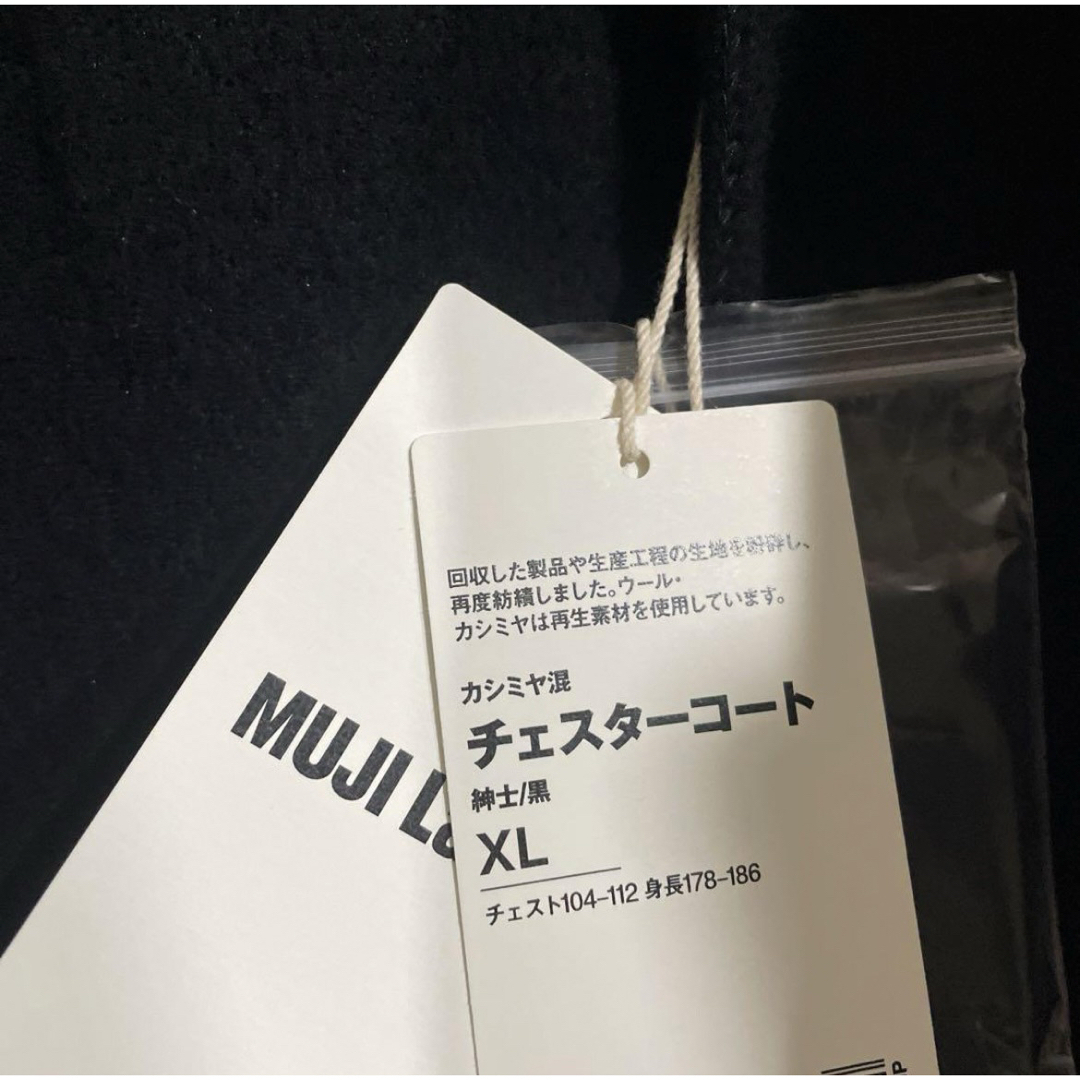 回収した製品や生産工程の生地を粉砕し、
再度紡績しました。ウール・
カシミヤは再生素材を使用しています。
カシミヤ混
チェスターコート
紳士/黒
XL
チェスト104-112 身長178-186
MUJI
P